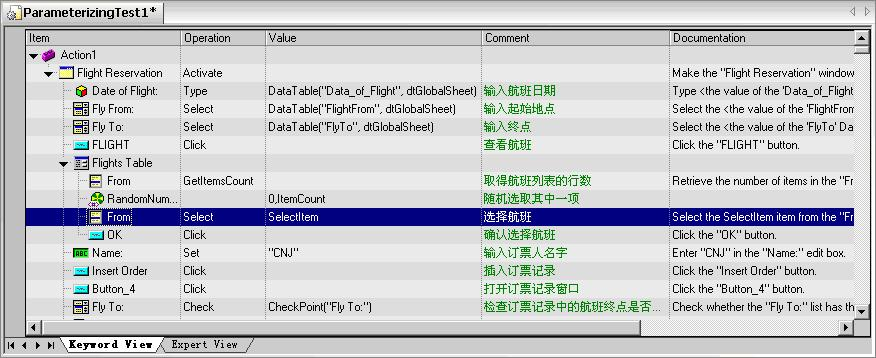 ParameterizingTest1*
Item Operation Value Comment Documentation
Action1
Flight Reservation Activate Make the "Flight Reservation" window
Date of Flight: Type DataTable("Data_of_Flight", dtGlobalSheet) 输入航班日期 Type <the value of the 'Data_of_Flight
Fly From: Select DataTable("FlightFrom", dtGlobalSheet) 输入起始地点 Select the <the value of the 'FlightFrom
Fly To: Select DataTable("FlyTo", dtGlobalSheet) 输入终点 Select the <the value of the 'FlyTo' Da
FLIGHT Click 查看航班 Click the "FLIGHT" button.
Flights Table
From GetItemsCount 取得航班列表的行数 Retrieve the number of items in the "Fr
RandomNum... 0,ItemCount 随机选取其中一项
From Select SelectItem 选择航班 Select the SelectItem item from the "Fr
OK Click 确认选择航班 Click the "OK" button.
Name: Set "CNJ" 输入订票人名字 Enter "CNJ" in the "Name:" edit box.
Insert Order Click 插入订票记录 Click the "Insert Order" button.
Button_4 Click 打开订票记录窗口 Click the "Button_4" button.
Fly To: Check CheckPoint("Fly To:") 检查订票记录中的航班终点是否... Check whether the "Fly To:" list has th
Keyword View Expert View